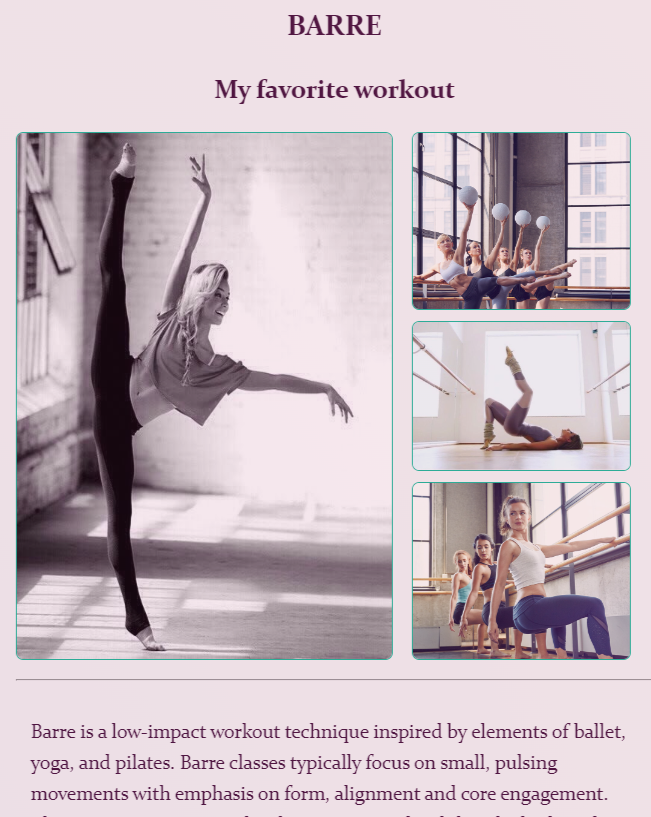 BARRE
My favorite workout
Barre is a low-impact workout technique inspired by elements of ballet,
yoga, and pilates. Barre classes typically focus on small, pulsing
movements with emphasis on form, alignment and core engagement.